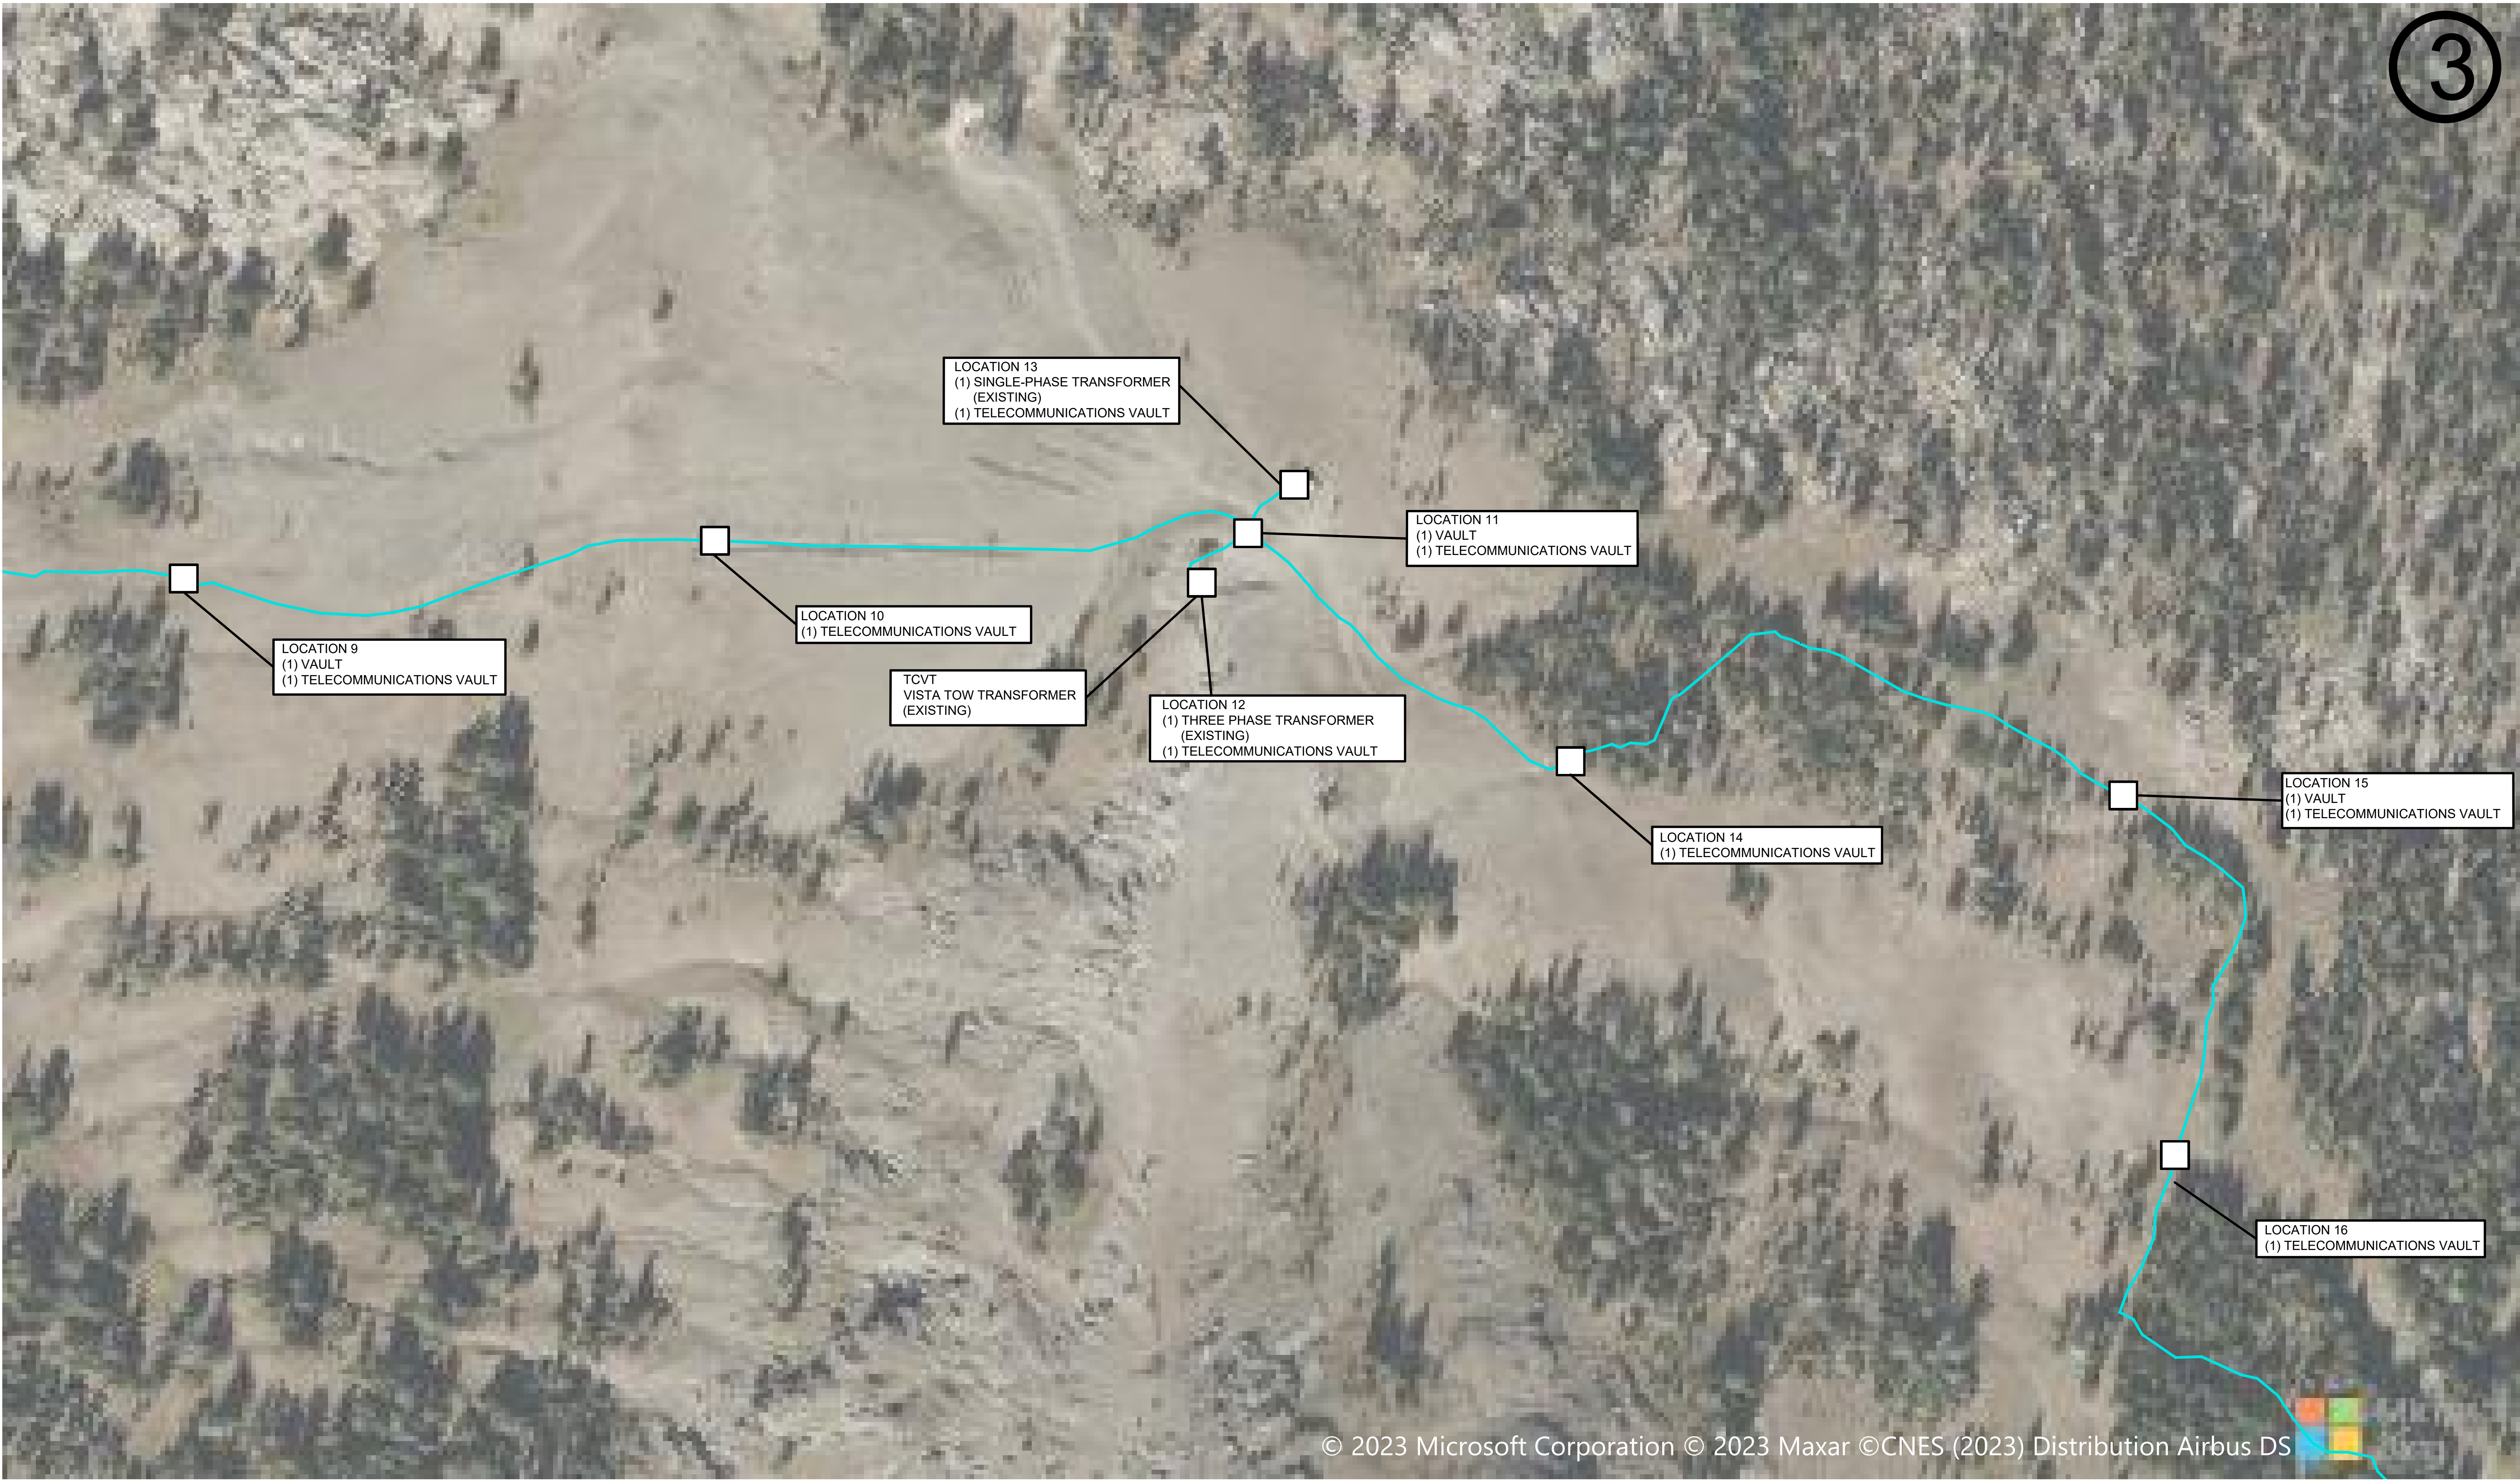 3
LOCATION 13
(1) SINGLE-PHASE TRANSFORMER
(EXISTING)
(1) TELECOMMUNICATIONS VAULT
LOCATION 11
(1) VAULT
(1) TELECOMMUNICATIONS VAULT
LOCATION 10
(1) TELECOMMUNICATIONS VAULT
LOCATION 9
(1) VAULT
(1) TELECOMMUNICATIONS VAULT
TCVT
VISTA TOW TRANSFORMER
(EXISTING)
LOCATION 12
(1) THREE PHASE TRANSFORMER
(EXISTING)
(1) TELECOMMUNICATIONS VAULT
LOCATION 15
(1) VAULT
(1) TELECOMMUNICATIONS VAULT
LOCATION 14
(1) TELECOMMUNICATIONS VAULT
LOCATION 16
(1) TELECOMMUNICATIONS VAULT
© 2023 Microsoft Corporation © 2023 Maxar ©CNES (2023) Distribution Airbus DS